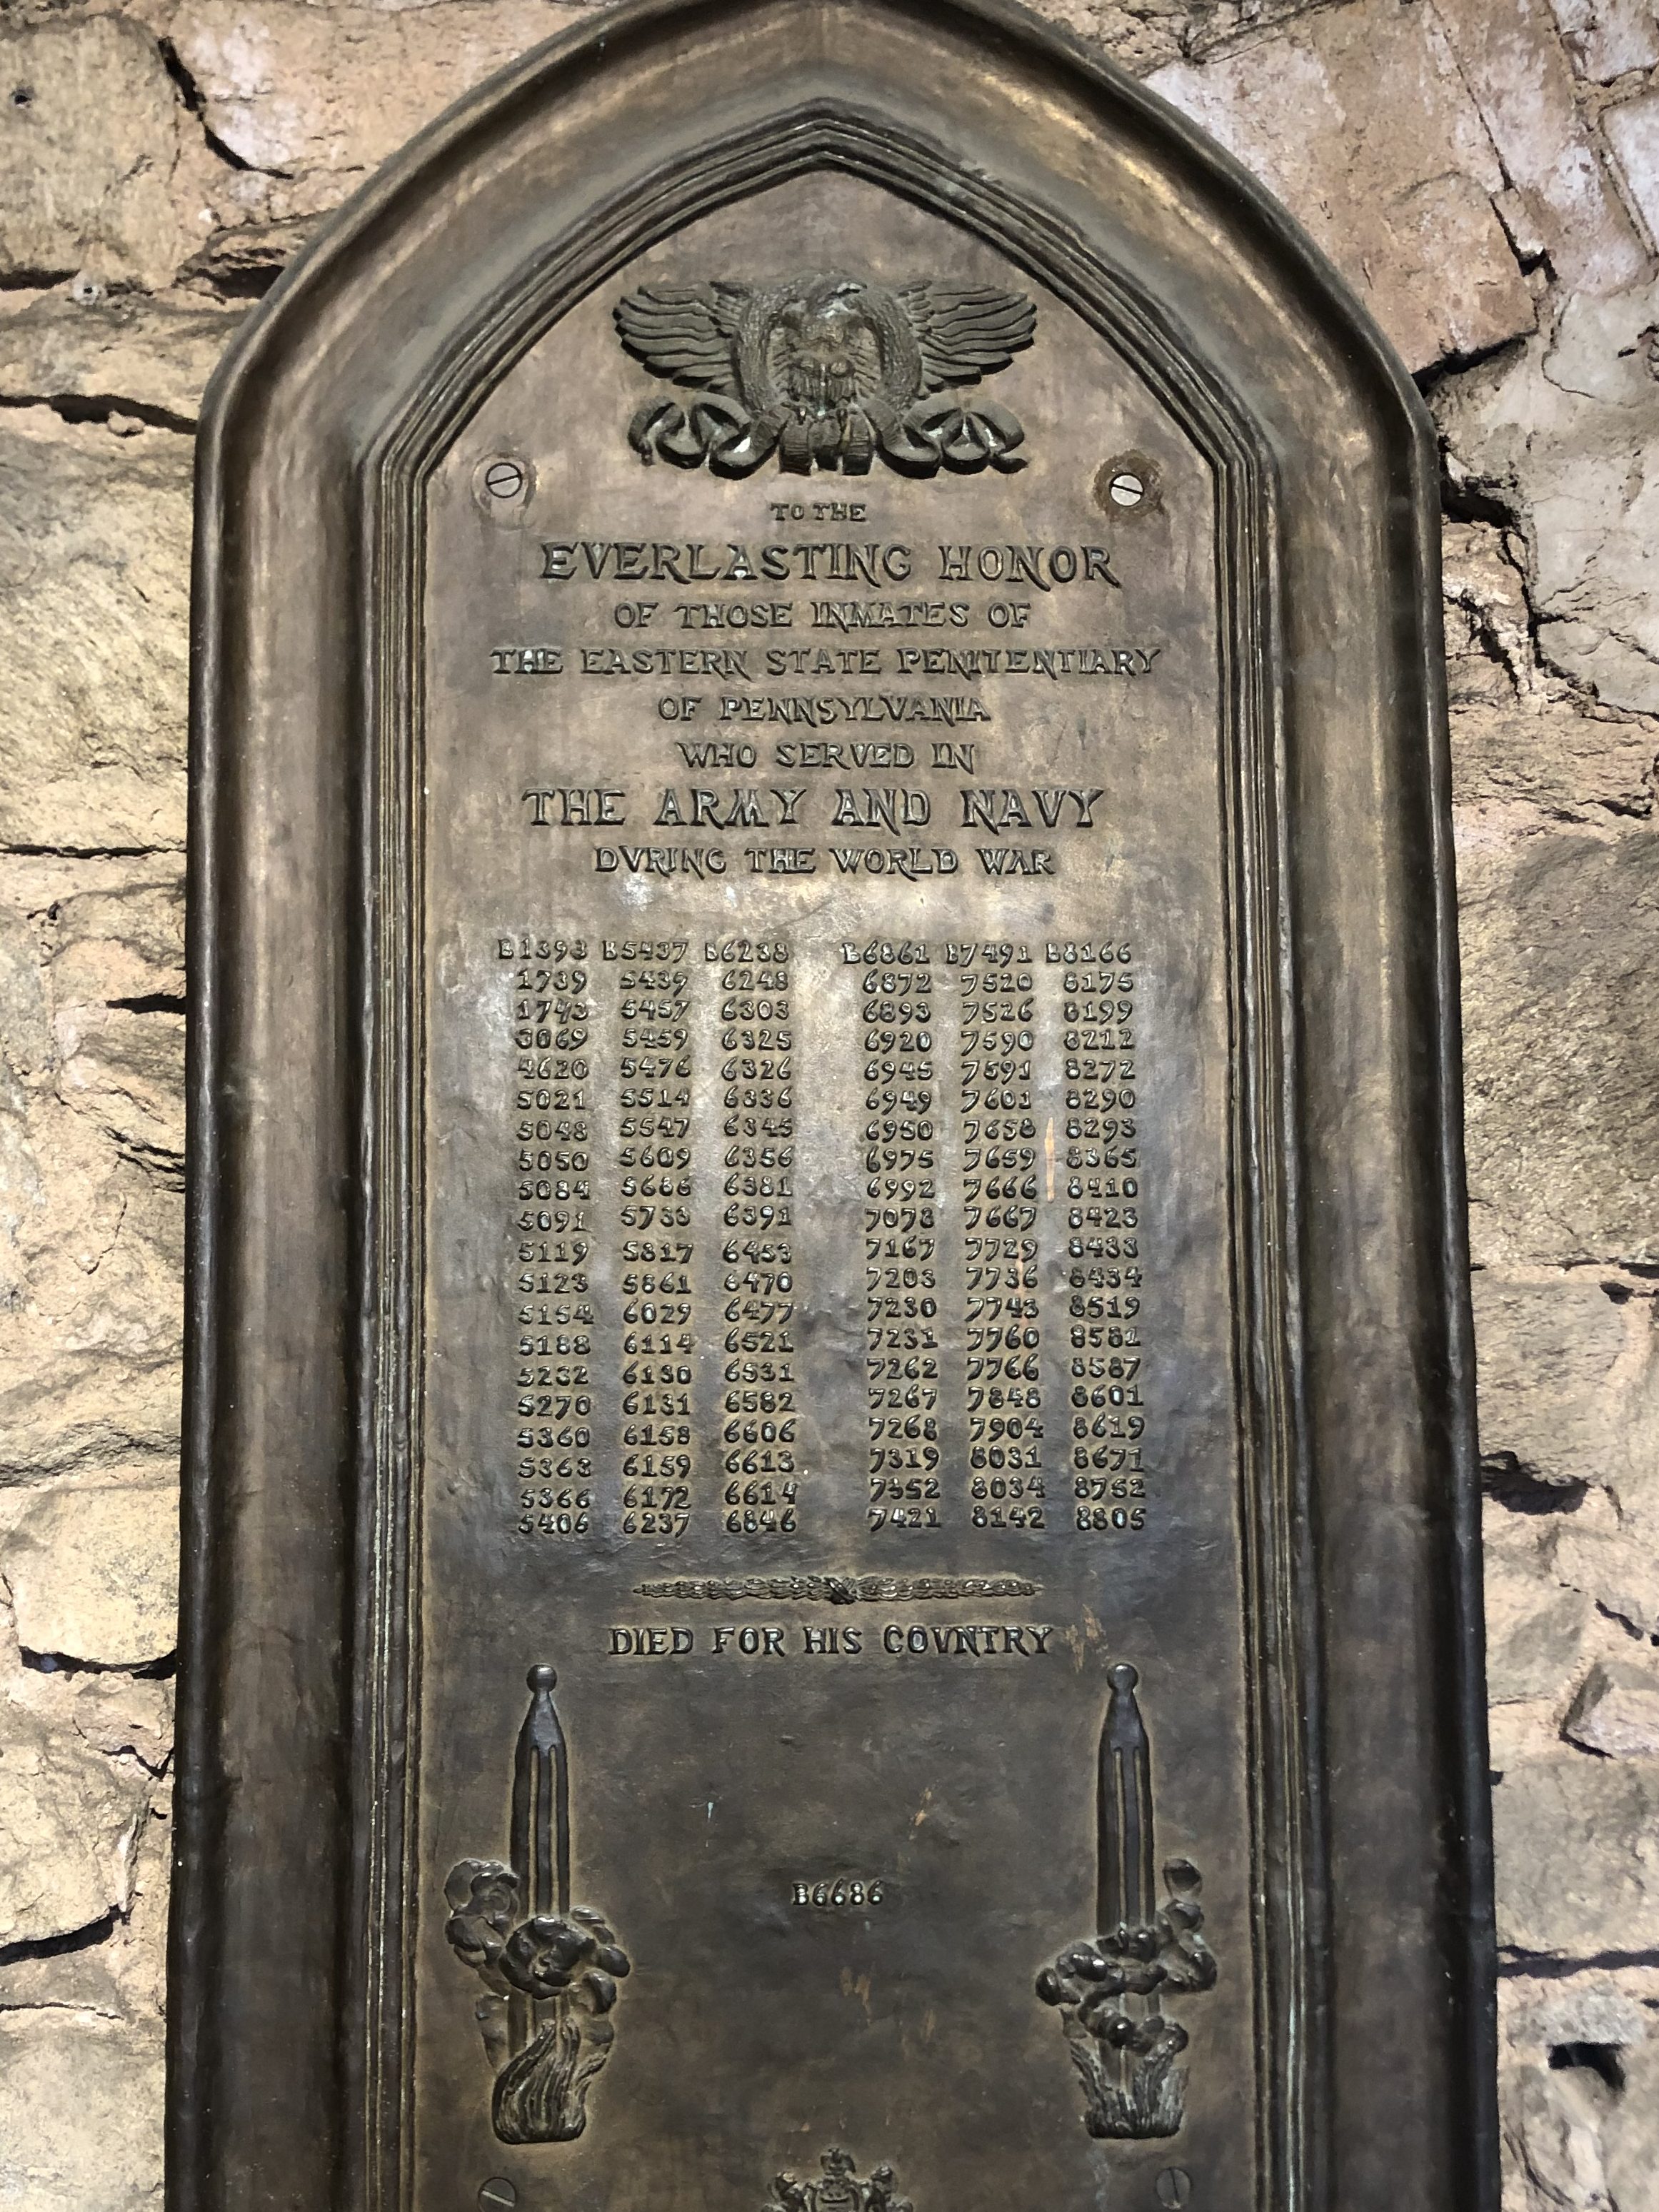 TO THE
EVERLASTING HONOR
OF THOSE INMATES OF
THE EASTERN STATE PENITENTIARY
OF PENNSYLVANIA
WHO SERVED IN
THE ARMY AND NAVY
DVRING THE WORLD WAR
B1393 B5437 B6238 B6861 B7491 B8166
1739 5439 6248 6872 7520 8175
1743 5457 6303 6893 7526 8199
3069 5459 6325 6920 7590 8212
4620 5476 6326 6945 7591 8272
5021 5514 6336 6949 7601 8290
5048 5547 6345 6950 7658 8293
5050 5609 6356 6975 7659 8365
5084 5686 6381 6992 7666 8410
5091 5733 6391 7078 7667 8423
5119 5817 6453 7167 7729 8433
5123 5861 6470 7203 7736 8434
5154 6029 6477 7230 7743 8519
5188 6114 6521 7231 7760 8581
5232 6130 6531 7262 7766 8587
5270 6131 6582 7267 7848 8601
5360 6158 6606 7268 7904 8619
5363 6159 6613 7319 8031 8671
5366 6172 6614 7352 8034 8752
5406 6237 6846 7421 8142 8805
DIED FOR HIS COVNTRY
B6686